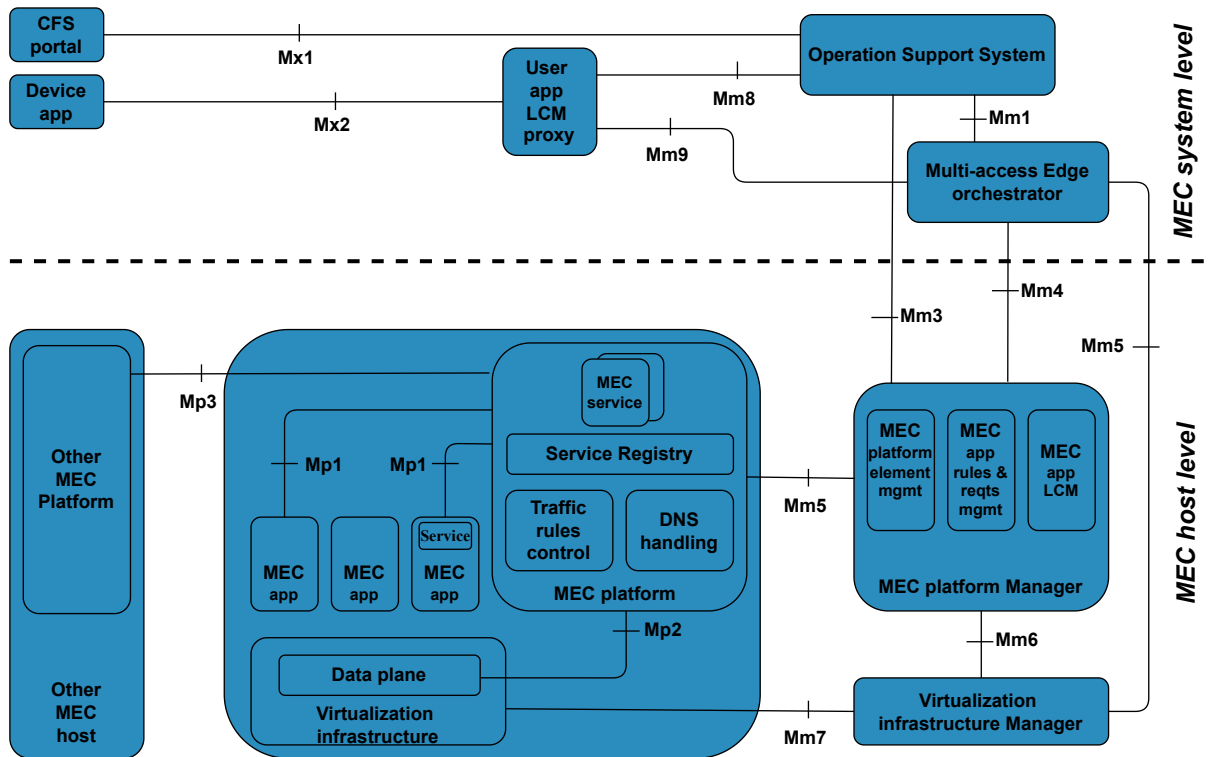 CFS
portal
Mx1
Operation Support System
Device
app
Mx2
User
app
LCM
proxy
Mm8
Mm9
Mm1
Multi-access Edge
orchestrator
MEC system level
Mm3
Mm4
Mm5
MEC host level
Other
MEC
Platform
Other
MEC
host
Mp3
MEC
service
Service Registry
Traffic
rules
control
DNS
handling
MEC platform
Mp1
Mp1
MEC
app
MEC
app
Service
MEC
app
Mp2
Data plane
Virtualization
infrastructure
Mm5
MEC
platform
element
mgmt
MEC
app
rules &
reqts
mgmt
MEC
app
LCM
MEC platform Manager
Mm6
Mm7
Virtualization
infrastructure Manager